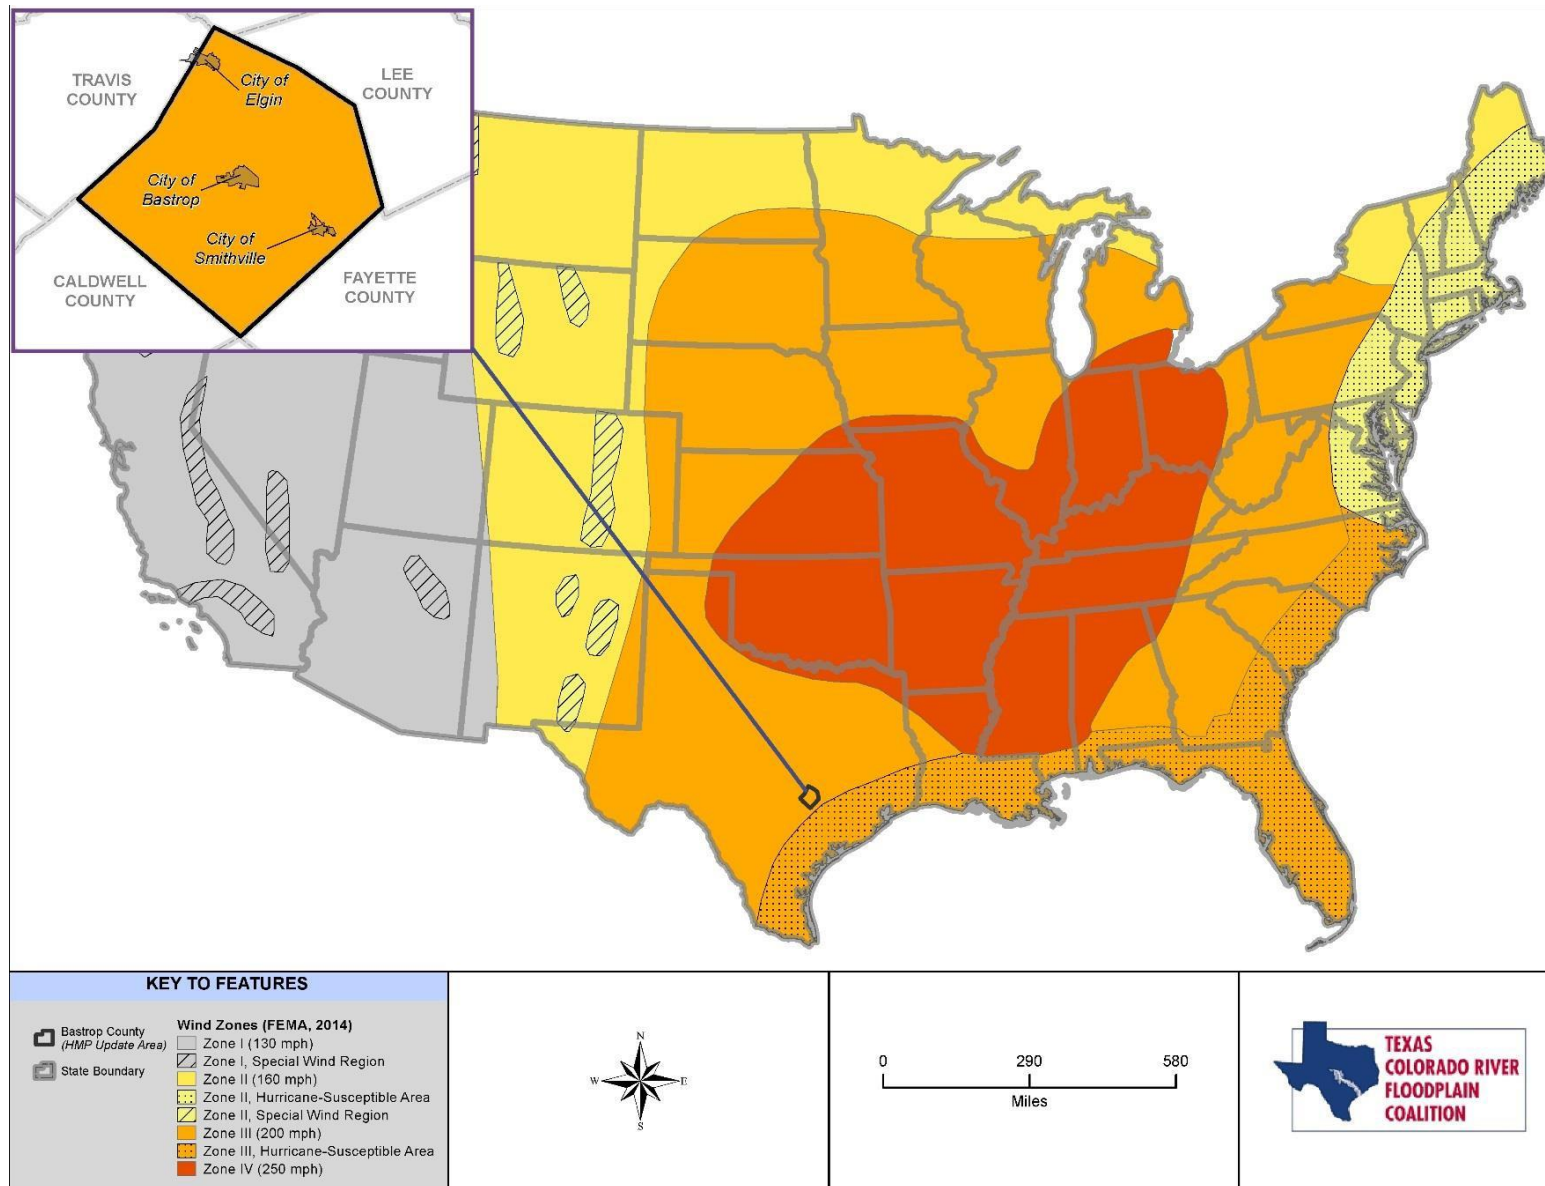 TRAVIS
COUNTY
LEE
COUNTY
City of
Elgin
City of
Bastrop
City of
Smithville
CALDWELL
COUNTY
FAYETTE
COUNTY
KEY TO FEATURES
Bastrop County
(HMP Update Area)
State Boundary
Wind Zones (FEMA, 2014)
Zone I (130 mph)
Zone I, Special Wind Region
Zone II (160 mph)
Zone II, Hurricane-Susceptible Area
Zone II, Special Wind Region
Zone III (200 mph)
Zone III, Hurricane-Susceptible Area
Zone IV (250 mph)
N
W E
S
0 290 580
Miles
TEXAS
COLORADO RIVER
FLOODPLAIN
COALITION